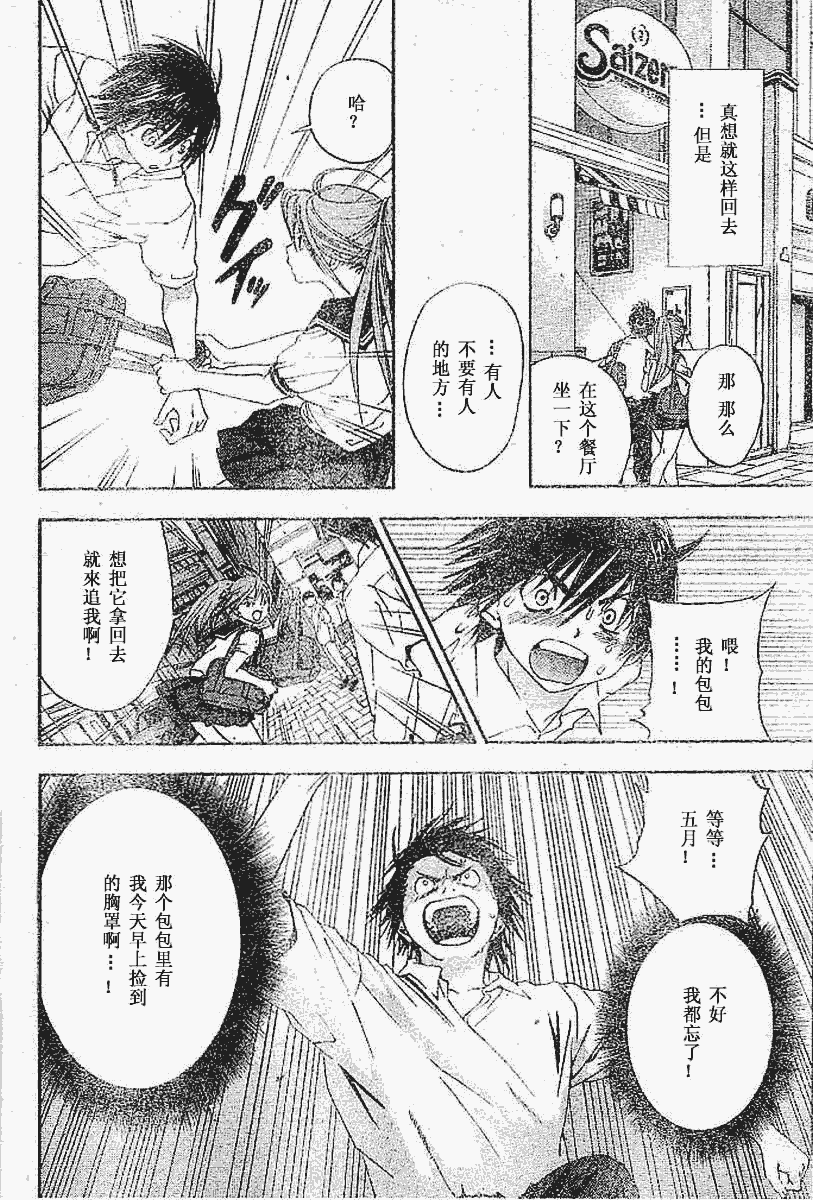 Saizer
真想就这样回去
…但是
那 那么
在这个餐厅
坐一下？
…有人
不要有人
的地方…
哈？
グイッ
喂！
我的包包
……！
想把它拿回去
就來追我啊！
等等…
五月！
不好
我都忘了！
那个包包里有
我今天早上捡到
的胸罩啊…！